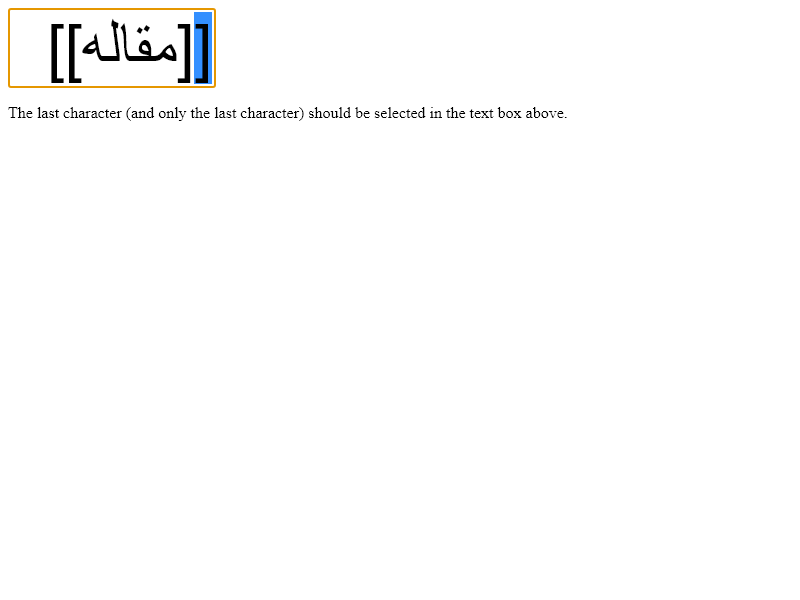 [[مقاله]]
The last character (and only the last character) should be selected in the text box above.